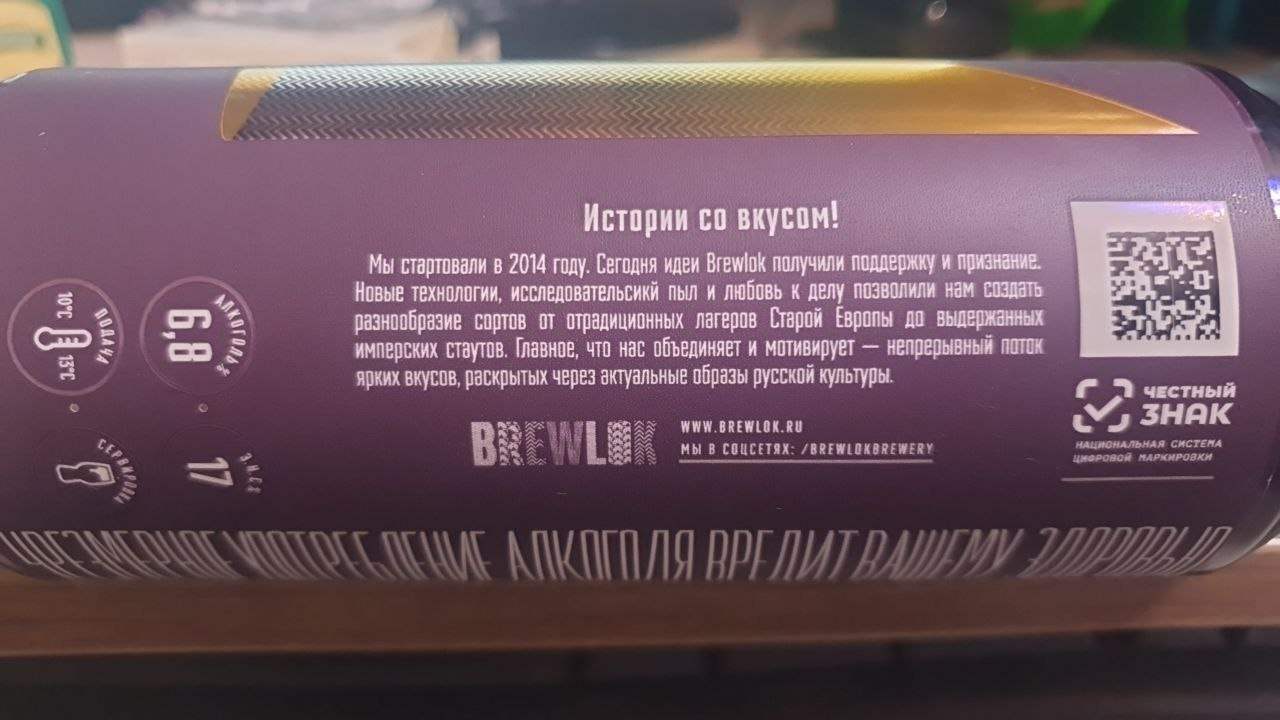 Истории со вкусом!
Мы стартовали в 2014 году. Сегодня идеи Brewlok получили поддержку и признание.
Новые технологии, исследовательсикй пыл и любовь к делу позволили нам создать
разнообразие сортов от отрадиционных лагеров Старой Европы до выдержанных
имперских стаутов. Главное, что нас объединяет и мотивирует — непрерывный поток
ярких вкусов, раскрытых через актуальные образы русской культуры.
BREWLOK
WWW.BREWLOK.RU
МЫ В СОЦСЕТЯХ: /BREWLOKBREWERY
ЧЕСТНЫЙ
ЗНАК
НАЦИОНАЛЬНАЯ СИСТЕМА
ЦИФРОВОЙ МАРКИРОВКИ
ПОДАЧА
10°C
15°C
АЛКОГОЛЬ%
6,8
СЕРВИРОВКА
Э.Н.С.%
17
ЧРЕЗМЕРНОЕ УПОТРЕБЛЕНИЕ АЛКОГОЛЯ ВРЕДИТ ВАШЕМУ ЗДОРОВЬЮ